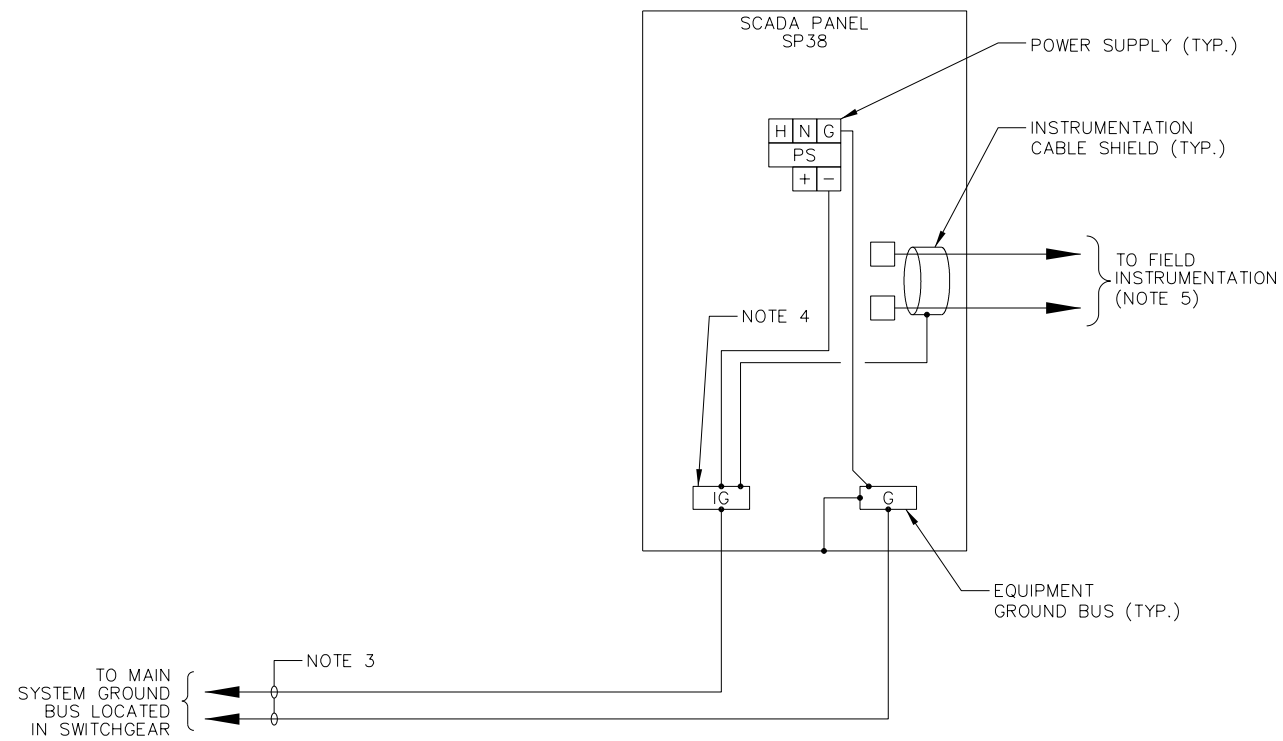 SCADA PANEL
SP38
POWER SUPPLY (TYP.)
H N G
PS
+ −
INSTRUMENTATION
CABLE SHIELD (TYP.)
TO FIELD
INSTRUMENTATION
(NOTE 5)
NOTE 4
IG
G
EQUIPMENT
GROUND BUS (TYP.)
NOTE 3
TO MAIN
SYSTEM GROUND
BUS LOCATED
IN SWITCHGEAR